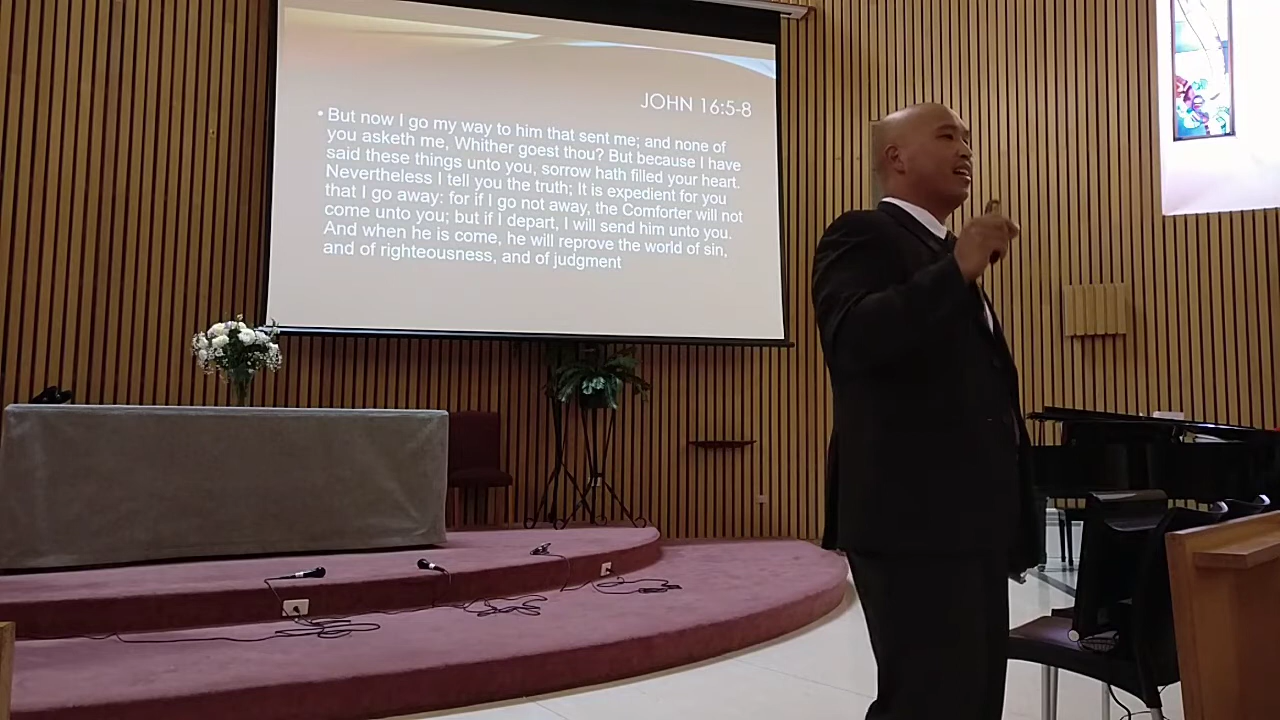 JOHN 16:5-8
• But now I go my way to him that sent me; and none of
you asketh me, Whither goest thou? But because I have
said these things unto you, sorrow hath filled your heart.
Nevertheless I tell you the truth; It is expedient for you
that I go away: for if I go not away, the Comforter will not
come unto you; but if I depart, I will send him unto you.
And when he is come, he will reprove the world of sin,
and of righteousness, and of judgment